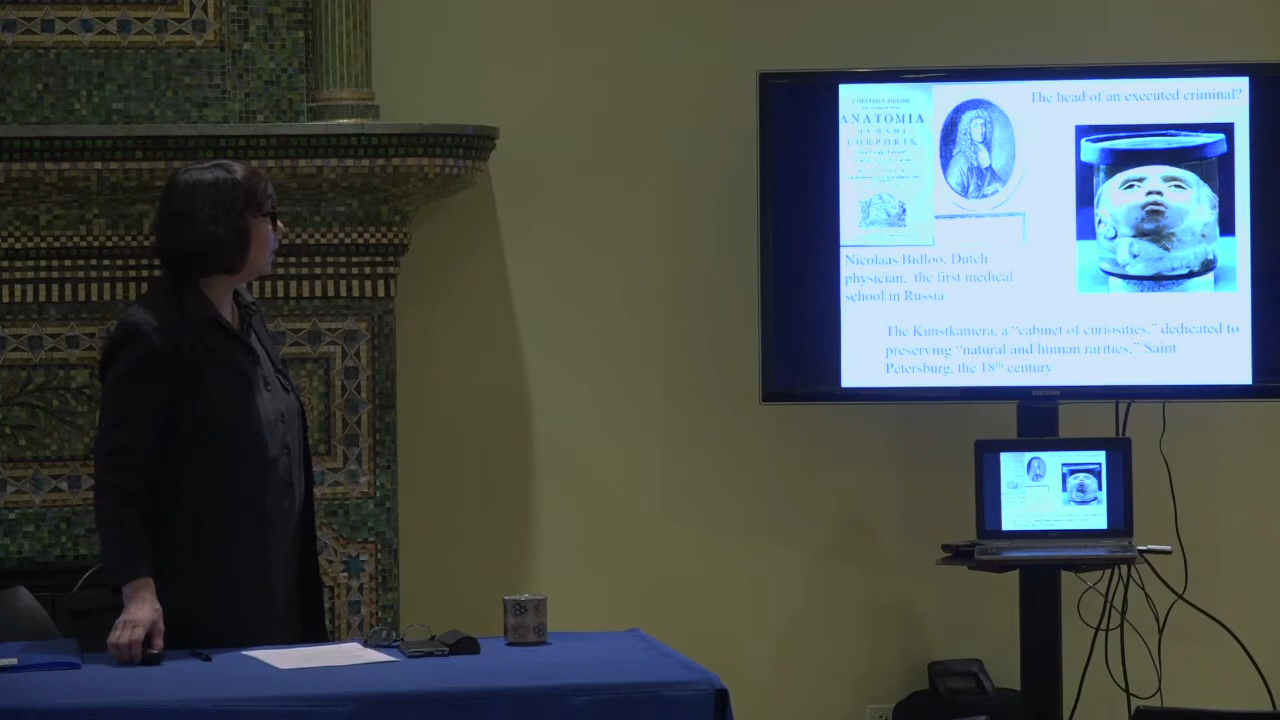 The head of an executed criminal?
ANATOMIA
HUMANI
CORPORIS,
Nicolaas Bidloo, Dutch
physician, the first medical
school in Russia
The Kunstkamera, a “cabinet of curiosities,” dedicated to
preserving “natural and human rarities,” Saint
Petersburg, the 18th century
SAMSUNG